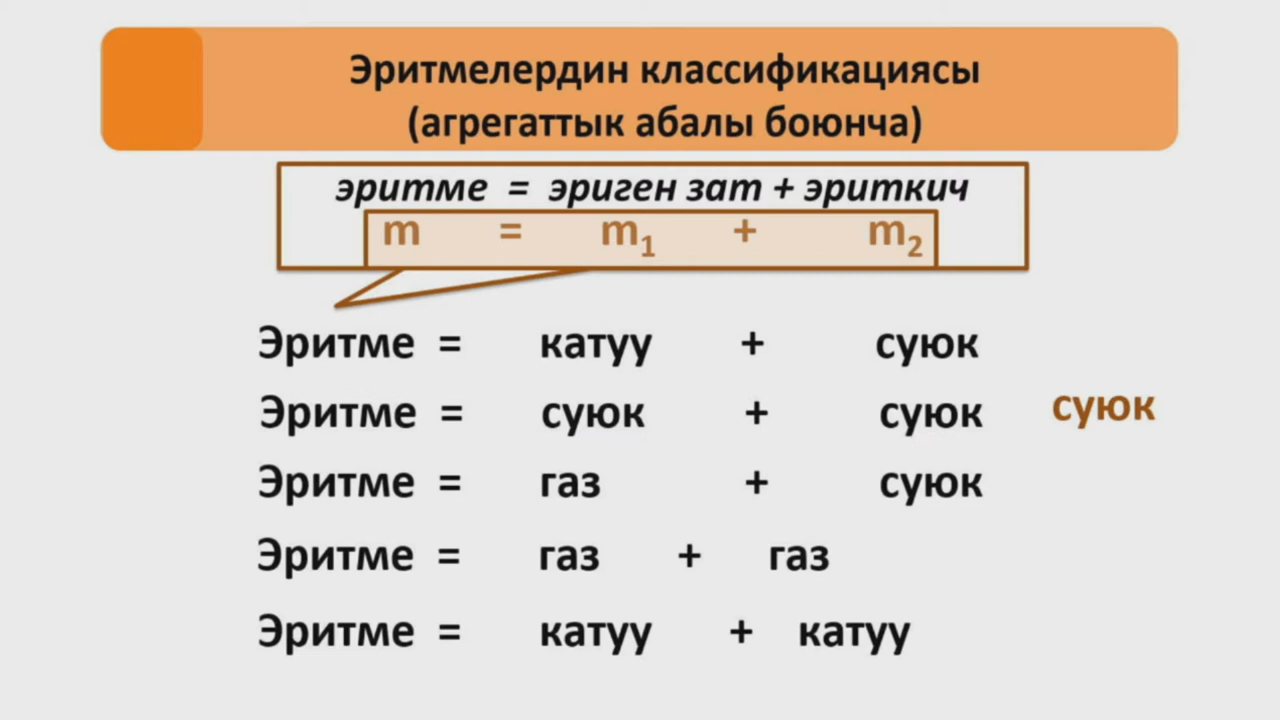 Эритмелердин классификациясы
(агрегаттык абалы боюнча)
эритме = эриген зат + эриткич
m = m₁ + m₂
Эритме = катуу + суюк
Эритме = суюк + суюк суюк
Эритме = газ + суюк
Эритме = газ + газ
Эритме = катуу + катуу